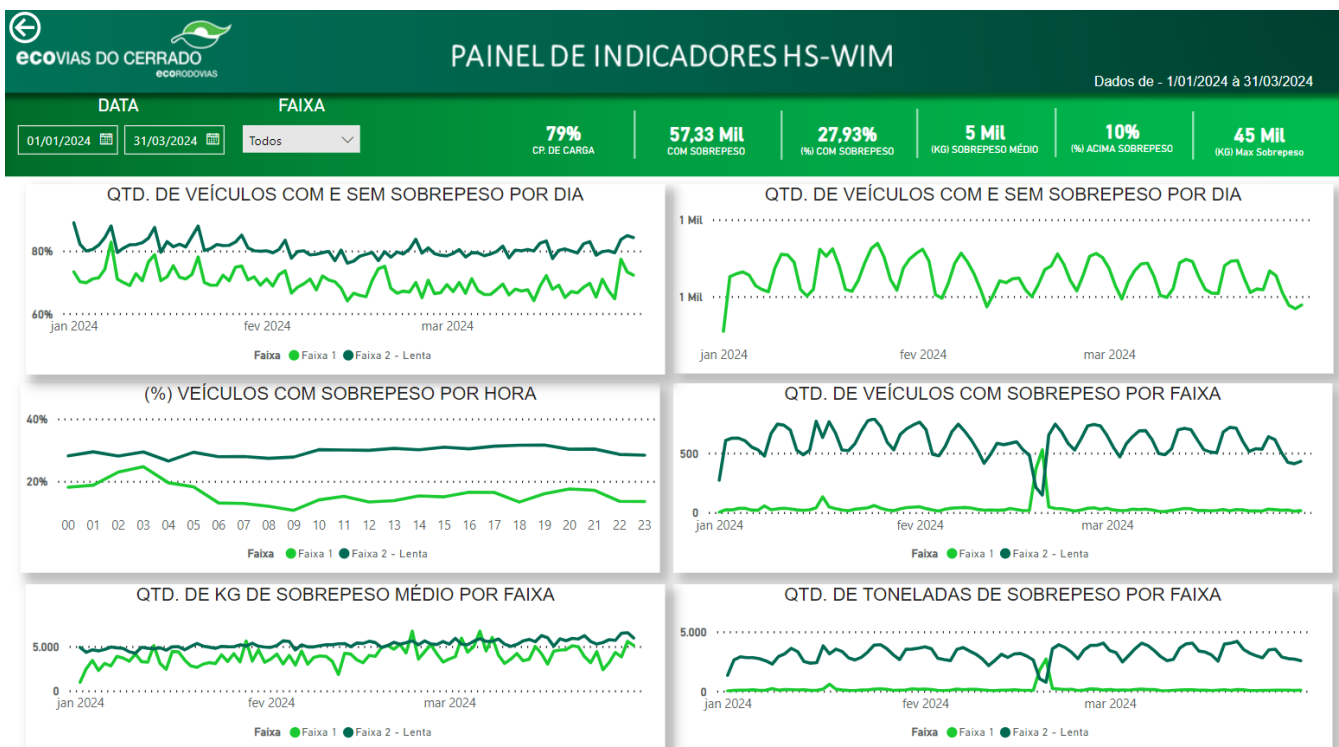 ecoVIAS DO CERRADO
ecoRODOVIAS
PAINEL DE INDICADORES HS-WIM
Dados de - 1/01/2024 à 31/03/2024
DATA
FAIXA
01/01/2024
31/03/2024
Todos
79%
CP. DE CARGA
57,33 Mil
COM SOBREPESO
27,93%
(%) COM SOBREPESO
5 Mil
(KG) SOBREPESO MÉDIO
10%
(%) ACIMA SOBREPESO
45 Mil
(KG) Max Sobrepeso
QTD. DE VEÍCULOS COM E SEM SOBREPESO POR DIA
80%
60%
jan 2024 fev 2024 mar 2024
Faixa Faixa 1 Faixa 2 - Lenta
QTD. DE VEÍCULOS COM E SEM SOBREPESO POR DIA
1 Mil
1 Mil
jan 2024 fev 2024 mar 2024
(%) VEÍCULOS COM SOBREPESO POR HORA
40%
20%
00 01 02 03 04 05 06 07 08 09 10 11 12 13 14 15 16 17 18 19 20 21 22 23
Faixa Faixa 1 Faixa 2 - Lenta
QTD. DE VEÍCULOS COM SOBREPESO POR FAIXA
500
0
jan 2024 fev 2024 mar 2024
Faixa Faixa 1 Faixa 2 - Lenta
QTD. DE KG DE SOBREPESO MÉDIO POR FAIXA
5.000
0
jan 2024 fev 2024 mar 2024
Faixa Faixa 1 Faixa 2 - Lenta
QTD. DE TONELADAS DE SOBREPESO POR FAIXA
5.000
0
jan 2024 fev 2024 mar 2024
Faixa Faixa 1 Faixa 2 - Lenta